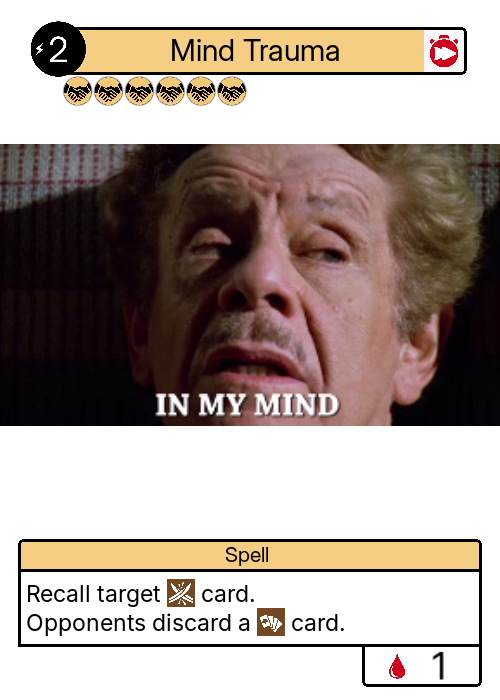 2
Mind Trauma
IN MY MIND
Spell
Recall target card.
Opponents discard a card.
1